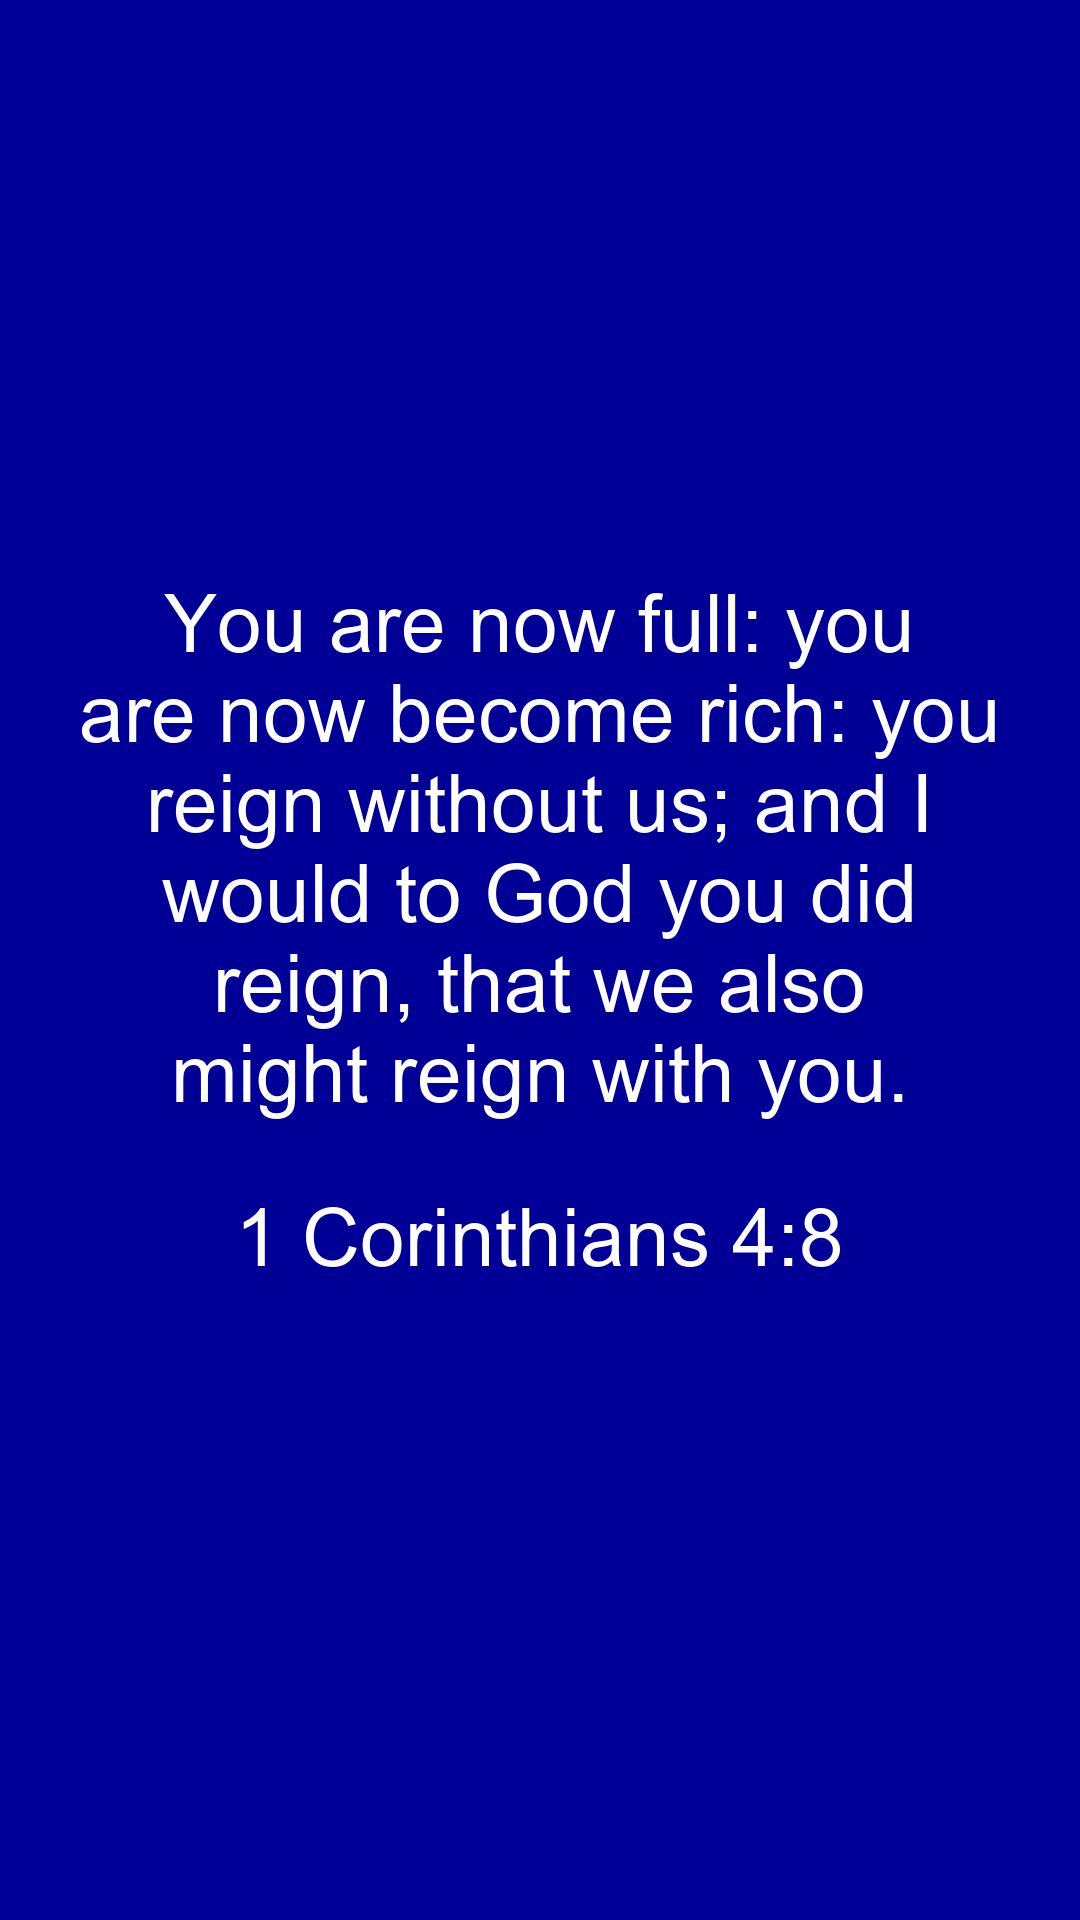 You are now full: you
are now become rich: you
reign without us; and I
would to God you did
reign, that we also
might reign with you.
1 Corinthians 4:8